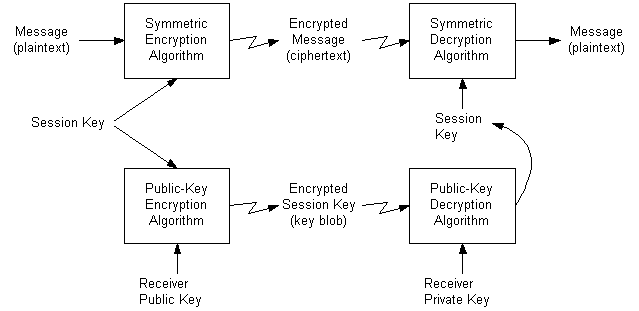 Message
(plaintext)
Symmetric
Encryption
Algorithm
Encrypted
Message
(ciphertext)
Symmetric
Decryption
Algorithm
Message
(plaintext)
Session Key
Session
Key
Public-Key
Encryption
Algorithm
Encrypted
Session Key
(key blob)
Public-Key
Decryption
Algorithm
Receiver
Public Key
Receiver
Private Key